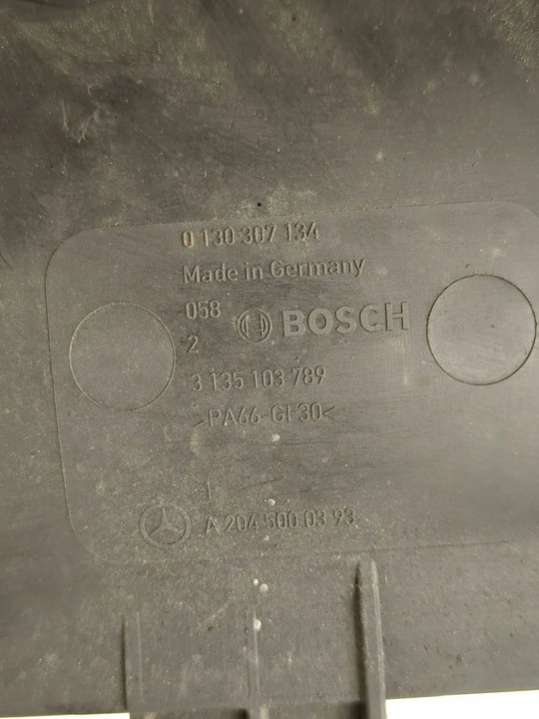 0 130 307 134
Made in Germany
058
BOSCH
2
3 135 103 789
>PA66-GF30<
1
A 204 500 03 93